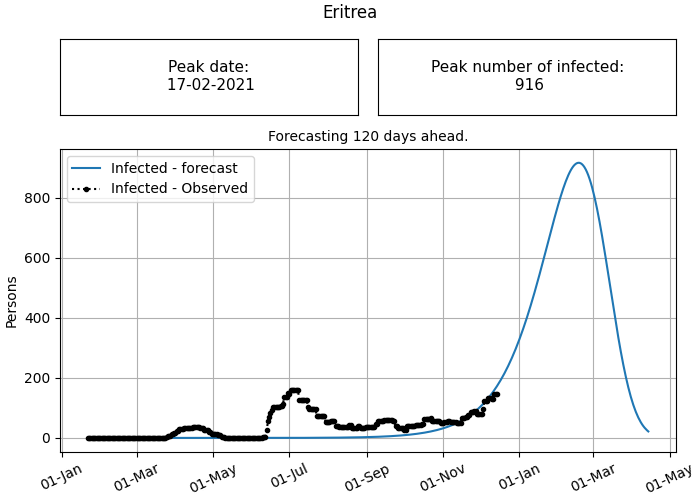 Eritrea
Peak date:
17-02-2021
Peak number of infected:
916
Forecasting 120 days ahead.
Infected - forecast
Infected - Observed
Persons
800
600
400
200
0
01-Jan
01-Mar
01-May
01-Jul
01-Sep
01-Nov
01-Jan
01-Mar
01-May